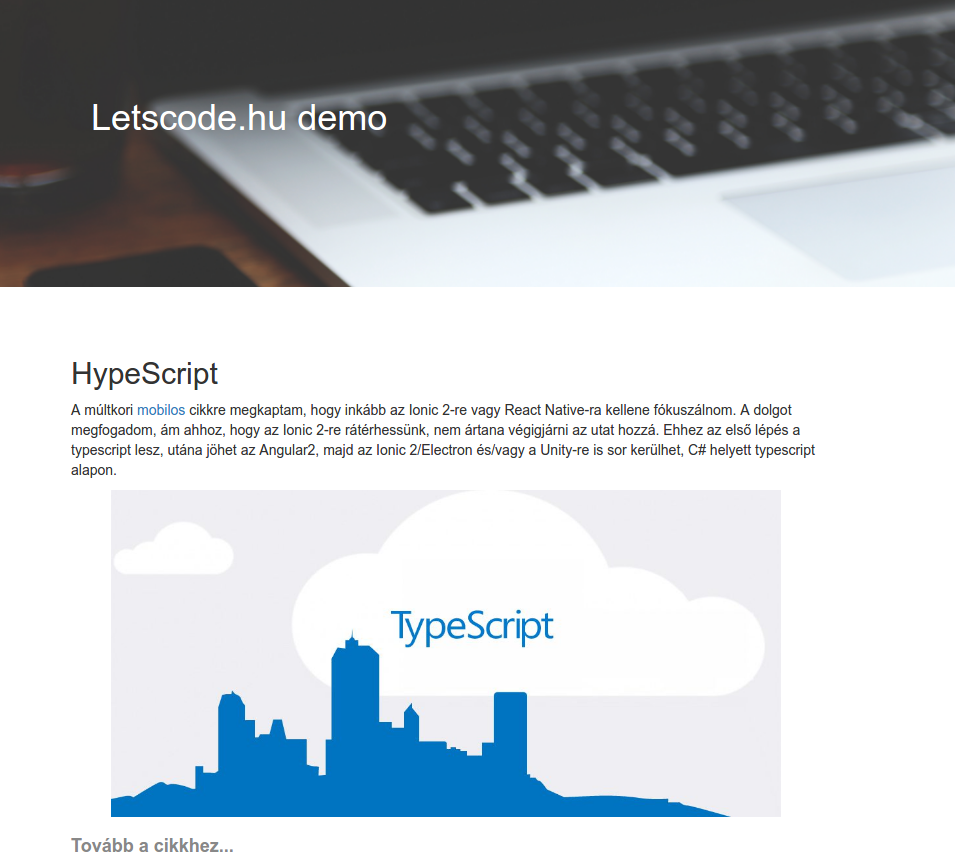 Letscode.hu demo
HypeScript
A múltkori mobilos cikkre megkaptam, hogy inkább az Ionic 2-re vagy React Native-ra kellene fókuszálnom. A dolgot
megfogadom, ám ahhoz, hogy az Ionic 2-re rátérhessünk, nem ártana végigjárni az utat hozzá. Ehhez az első lépés a
typescript lesz, utána jöhet az Angular2, majd az Ionic 2/Electron és/vagy a Unity-re is sor kerülhet, C# helyett typescript
alapon.
TypeScript
Tovább a cikkhez...